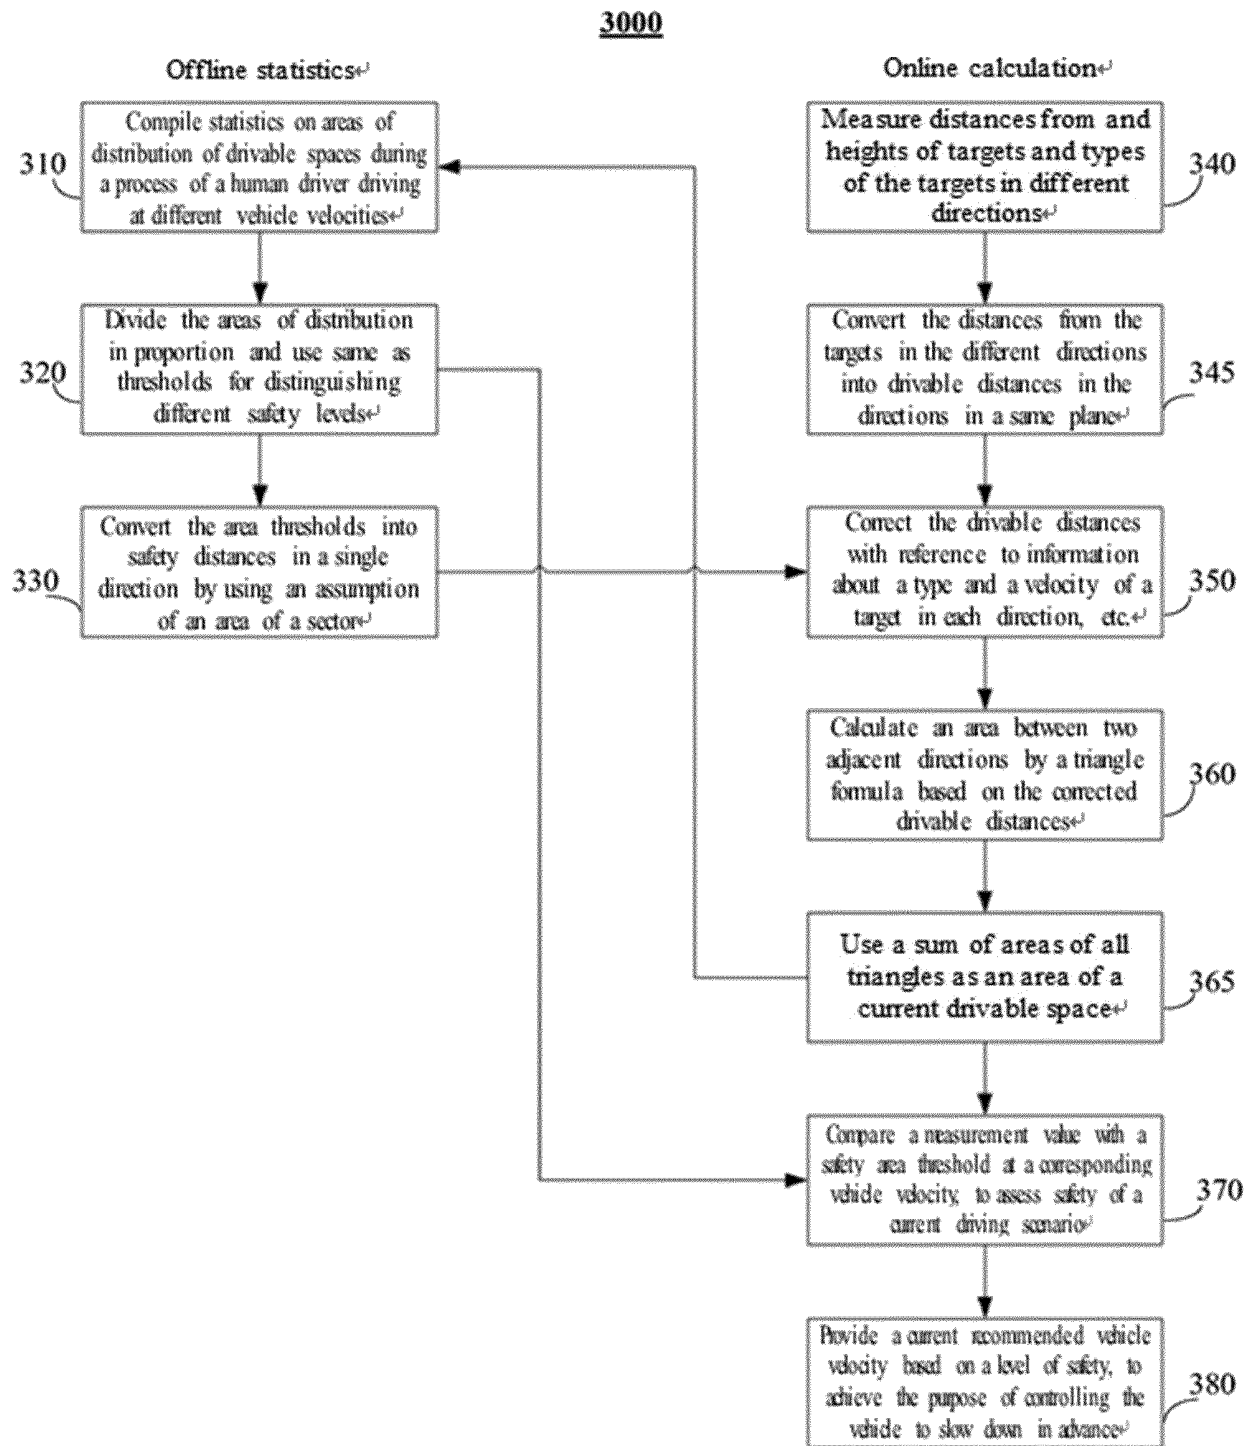 3000
Offline statistics↵
Compile statistics on areas of
distribution of drivable spaces during
a process of a human driver driving
at different vehicle velocities↵
310
Divide the areas of distribution
in proportion and use same as
thresholds for distinguishing
different safety levels↵
320
Convert the area thresholds into
safety distances in a single
direction by using an assumption
of an area of a sector↵
330
Online calculation↵
Measure distances from and
heights of targets and types
of the targets in different
directions↵
340
Convert the distances from the
targets in the different directions
into drivable distances in the
directions in a same plane↵
345
Correct the drivable distances
with reference to information
about a type and a velocity of a
target in each direction, etc.↵
350
Calculate an area between two
adjacent directions by a triangle
formula based on the corrected
drivable distances↵
360
Use a sum of areas of all
triangles as an area of a
current drivable space↵
365
Compare a measurement value with a
safety area threshold at a corresponding
vehicle velocity, to assess safety of a
current driving scenario↵
370
Provide a current recommended vehicle
velocity based on a level of safety, to
achieve the purpose of controlling the
vehicle to slow down in advance↵
380